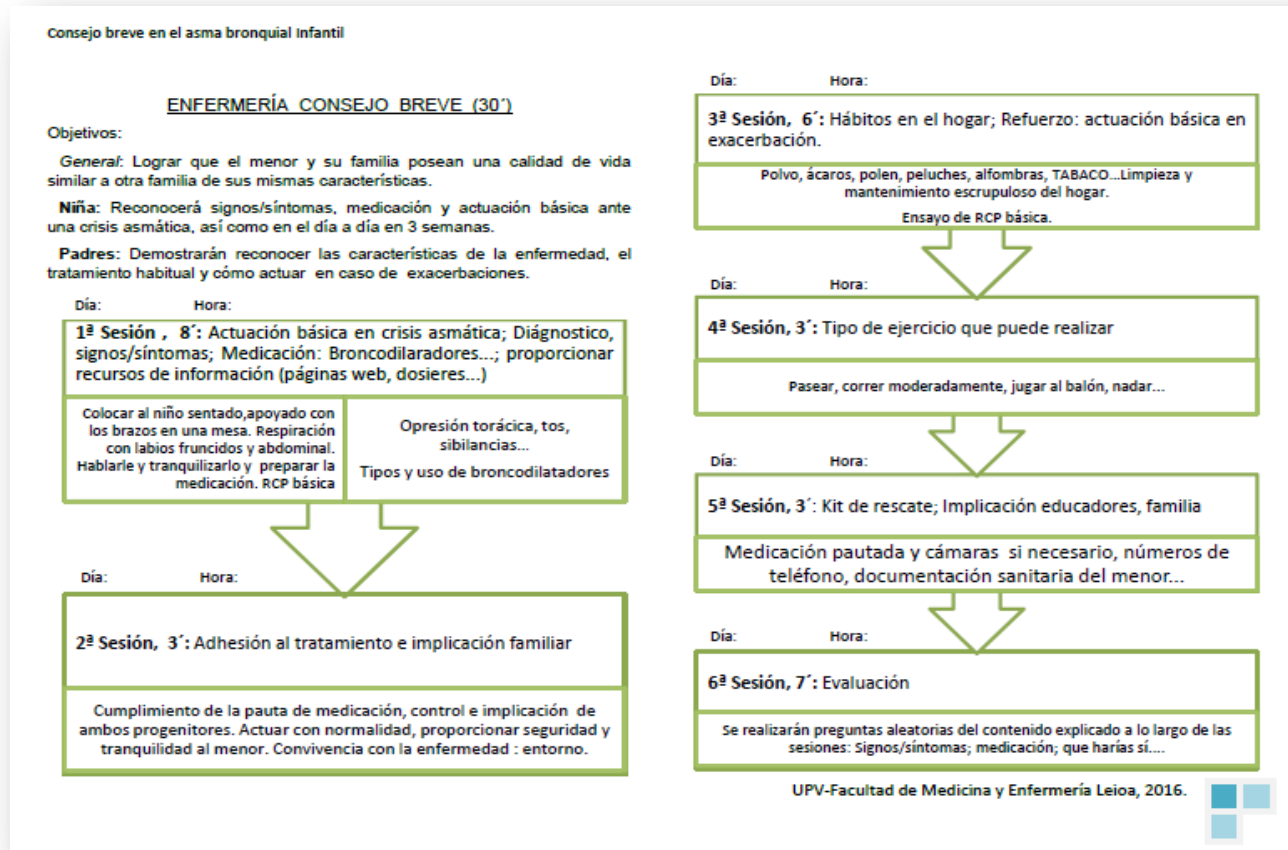 Consejo breve en el asma bronquial Infantil
ENFERMERÍA CONSEJO BREVE (30´)
Objetivos:
General: Lograr que el menor y su familia posean una calidad de vida
similar a otra familia de sus mismas características.
Niña: Reconocerá signos/síntomas, medicación y actuación básica ante
una crisis asmática, así como en el día a día en 3 semanas.
Padres: Demostrarán reconocer las características de la enfermedad, el
tratamiento habitual y cómo actuar en caso de exacerbaciones.
Día: Hora:
1ª Sesión , 8´: Actuación básica en crisis asmática; Diágnostico,
signos/síntomas; Medicación: Broncodilaradores...; proporcionar
recursos de información (páginas web, dosieres...)
Colocar al niño sentado,apoyado con
los brazos en una mesa. Respiración
con labios fruncidos y abdominal.
Hablarle y tranquilizarlo y preparar la
medicación. RCP básica
Opresión torácica, tos,
sibilancias...
Tipos y uso de broncodilatadores
Día: Hora:
2ª Sesión, 3´: Adhesión al tratamiento e implicación familiar
Cumplimiento de la pauta de medicación, control e implicación de
ambos progenitores. Actuar con normalidad, proporcionar seguridad y
tranquilidad al menor. Convivencia con la enfermedad : entorno.
Día: Hora:
3ª Sesión, 6´: Hábitos en el hogar; Refuerzo: actuación básica en
exacerbación.
Polvo, ácaros, polen, peluches, alfombras, TABACO...Limpieza y
mantenimiento escrupuloso del hogar.
Ensayo de RCP básica.
Día: Hora:
4ª Sesión, 3´: Tipo de ejercicio que puede realizar
Pasear, correr moderadamente, jugar al balón, nadar...
Día: Hora:
5ª Sesión, 3´: Kit de rescate; Implicación educadores, familia
Medicación pautada y cámaras si necesario, números de
teléfono, documentación sanitaria del menor...
Día: Hora:
6ª Sesión, 7´: Evaluación
Se realizarán preguntas aleatorias del contenido explicado a lo largo de las
sesiones: Signos/síntomas; medicación; que harías sí....
UPV-Facultad de Medicina y Enfermería Leioa, 2016.